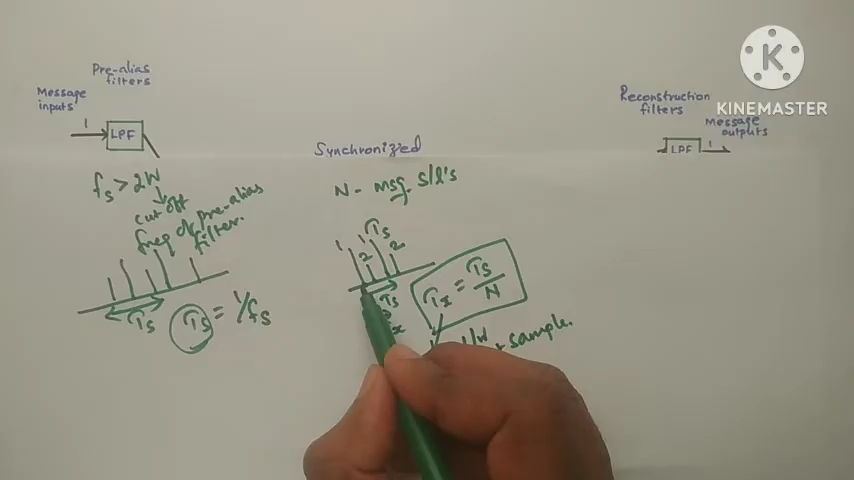 Pre-alias
filters
Message
inputs
1
LPF
fs > 2W
cut off
freq of pre-alias
filter.
Ts
Ts = 1/fs
Synchronized
N - msg. S/l's
Ts
1
1
2
2
Ts
x
Tx = Ts/N
b/w
sample.
Reconstruction
filters
Message
outputs
LPF
1
K
KINEMASTER